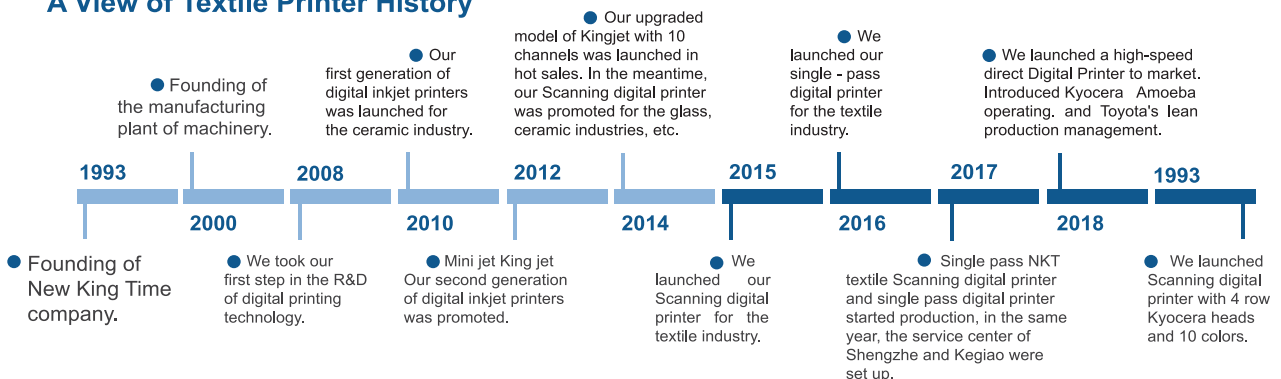 A View of Textile Printer History
Our upgraded
model of Kingjet with 10
channels was launched in
hot sales. In the meantime,
our Scanning digital printer
was promoted for the glass,
ceramic industries, etc.
We
launched our
single - pass
digital printer
for the textile
industry.
We launched a high-speed
direct Digital Printer to market.
Introduced Kyocera Amoeba
operating. and Toyota's lean
production management.
Our
first generation of
digital inkjet printers
was launched for
the ceramic industry.
Founding of
the manufacturing
plant of machinery.
1993
2008
2012
2015
2017
1993
2000
2010
2014
2016
2018
Founding of
New King Time
company.
We took our
first step in the R&D
of digital printing
technology.
Mini jet King jet
Our second generation
of digital inkjet printers
was promoted.
We
launched our
Scanning digital
printer for the
textile industry.
Single pass NKT
textile Scanning digital printer
and single pass digital printer
started production, in the same
year, the service center of
Shengzhe and Kegiao were
set up.
We launched
Scanning digital
printer with 4 row
Kyocera heads
and 10 colors.